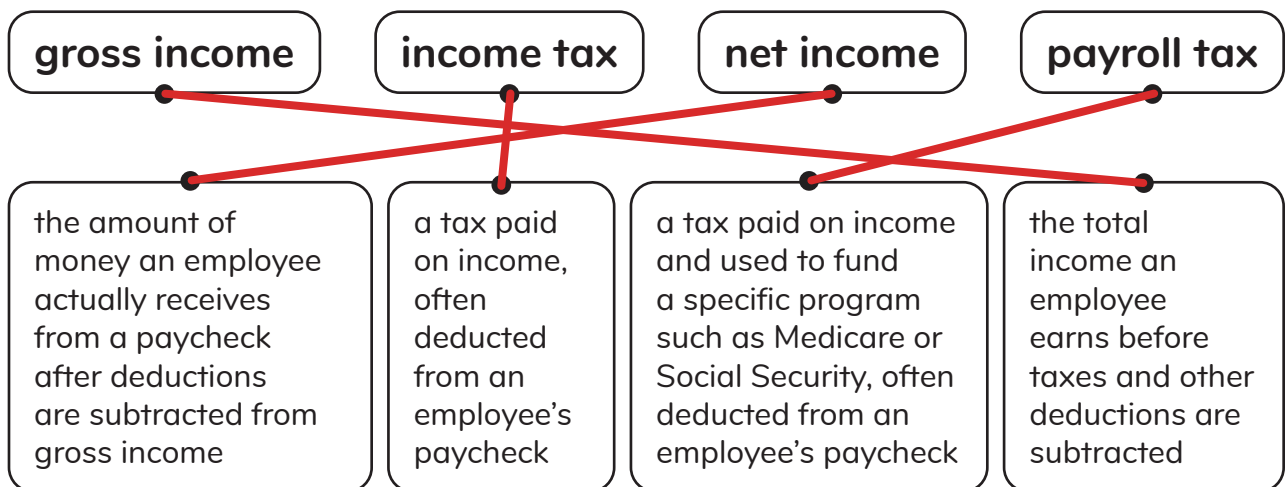 gross income
income tax
net income
payroll tax
the amount of
money an employee
actually receives
from a paycheck
after deductions
are subtracted from
gross income
a tax paid
on income,
often
deducted
from an
employee’s
paycheck
a tax paid on income
and used to fund
a specific program
such as Medicare or
Social Security, often
deducted from an
employee’s paycheck
the total
income an
employee
earns before
taxes and other
deductions are
subtracted